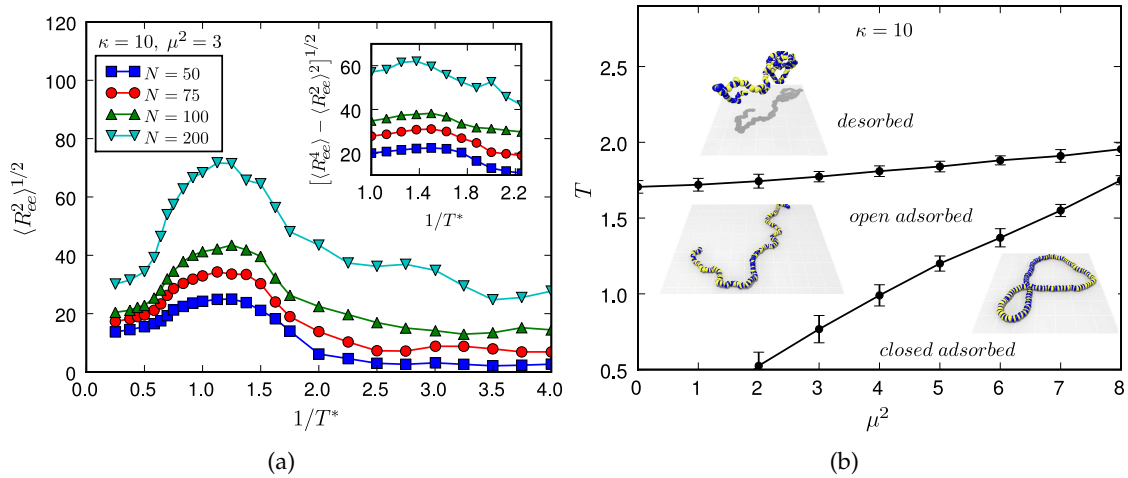 120
100
80
60
40
20
0
⟨R²ee⟩^1/2
κ = 10, μ² = 3
N = 50
N = 75
N = 100
N = 200
[⟨R⁴ee⟩ − ⟨R²ee⟩²]^1/2
60
40
20
1.0 1.4 1.8 2.2
1/T*
0.0 0.5 1.0 1.5 2.0 2.5 3.0 3.5 4.0
1/T*
(a)
κ = 10
2.5
2.0
1.5
1.0
0.5
T
desorbed
open adsorbed
closed adsorbed
0 1 2 3 4 5 6 7 8
μ²
(b)